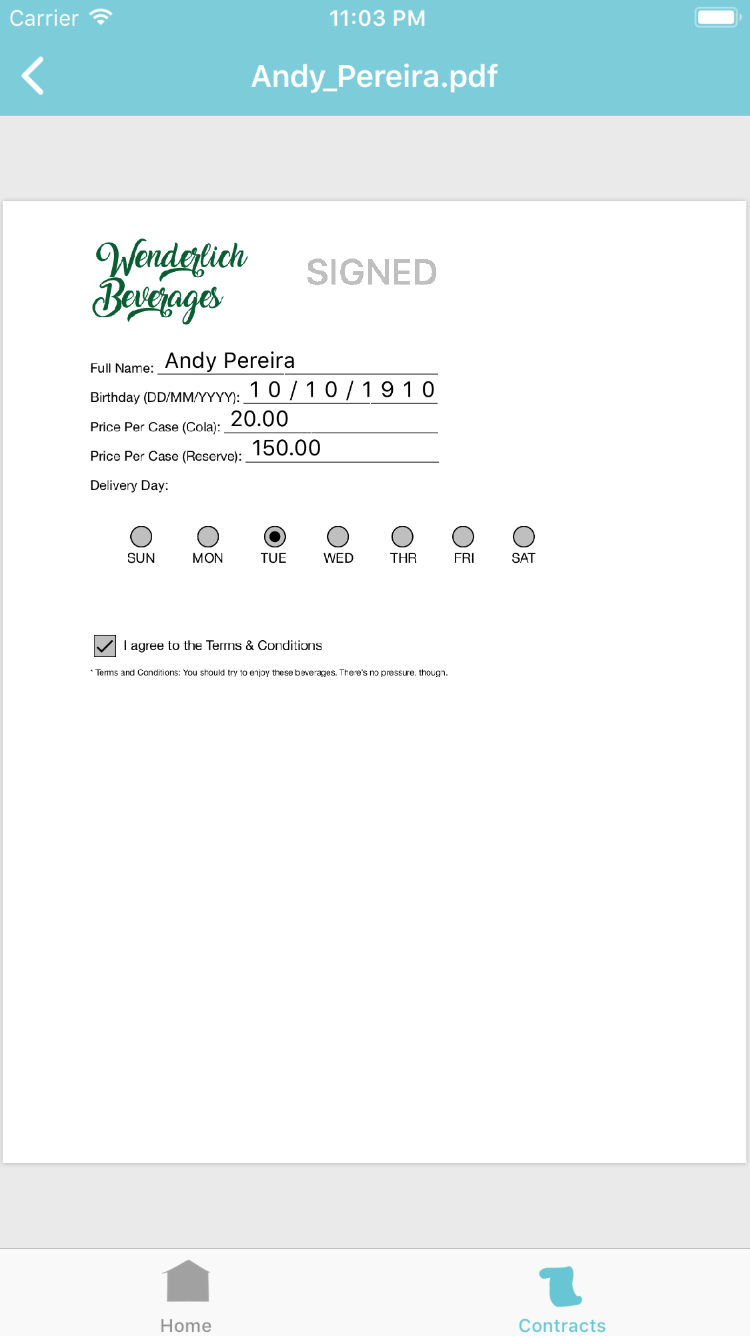 Carrier 11:03 PM
Andy_Pereira.pdf
Wenderlich
Beverages
SIGNED
Full Name: Andy Pereira
Birthday (DD/MM/YYYY): 10/10/1910
Price Per Case (Cola): 20.00
Price Per Case (Reserve): 150.00
Delivery Day:
SUN MON TUE WED THR FRI SAT
I agree to the Terms & Conditions
* Terms and Conditions: You should try to enjoy these beverages. There's no pressure, though.
Home Contracts